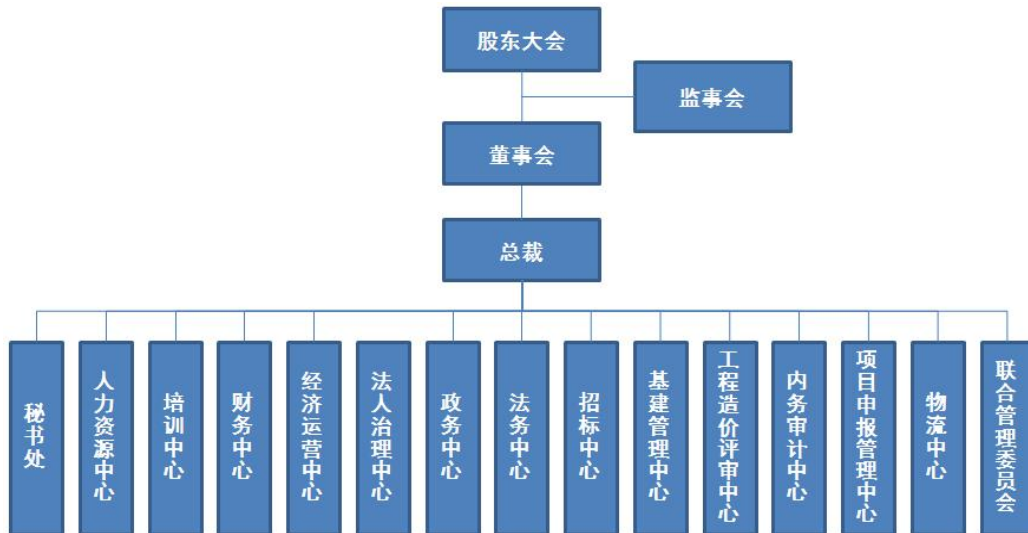 股东大会
监事会
董事会
总裁
秘书处
人力资源中心
培训中心
财务中心
经济运营中心
法人治理中心
政务中心
法务中心
招标中心
基建管理中心
工程造价评审中心
内务审计中心
项目申报管理中心
物流中心
联合管理委员会